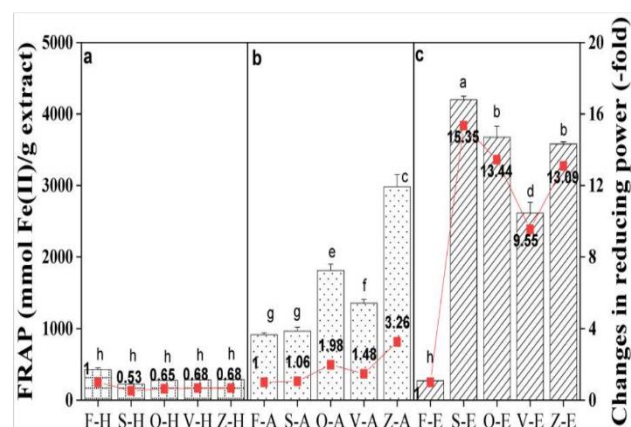 FRAP (mmol Fe(II)/g extract)
5000
4000
3000
2000
1000
0
a
b
c
20
16
12
8
4
0
Changes in reducing power (-fold)
h h h h h
1 0.53 0.65 0.68 0.68
g g e f c
1 1.06 1.98 1.48 3.26
h a b d b
1 15.35 13.44 9.55 13.09
F-H S-H O-H V-H Z-H F-A S-A O-A V-A Z-A F-E S-E O-E V-E Z-E